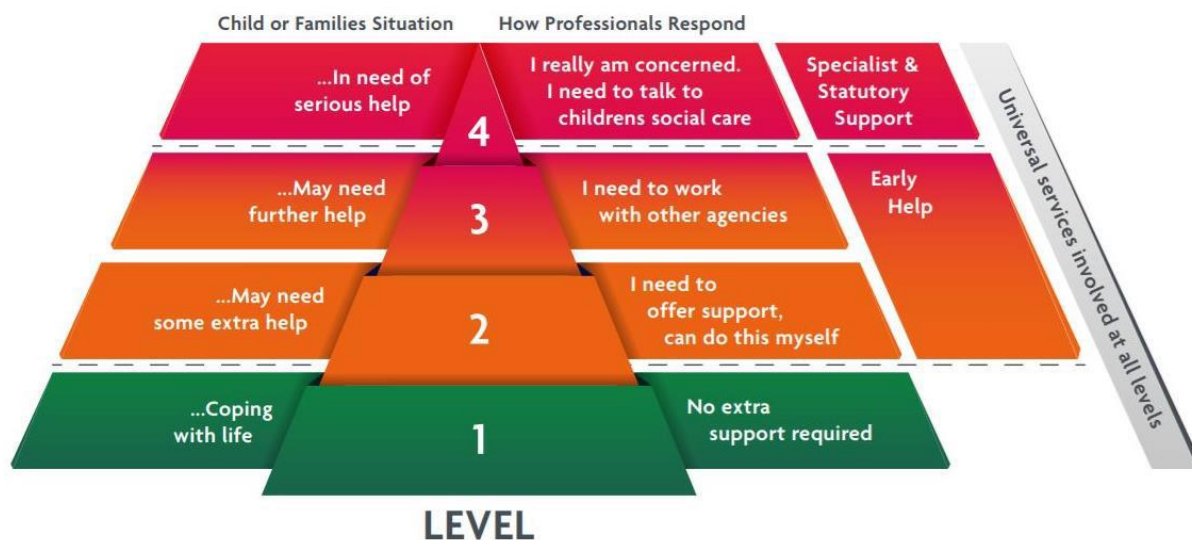 Child or Families Situation
How Professionals Respond
...In need of
serious help
4
I really am concerned.
I need to talk to
childrens social care
Specialist &
Statutory
Support
...May need
further help
3
I need to work
with other agencies
Early
Help
...May need
some extra help
2
I need to
offer support,
can do this myself
...Coping
with life
1
No extra
support required
Universal services involved at all levels
LEVEL